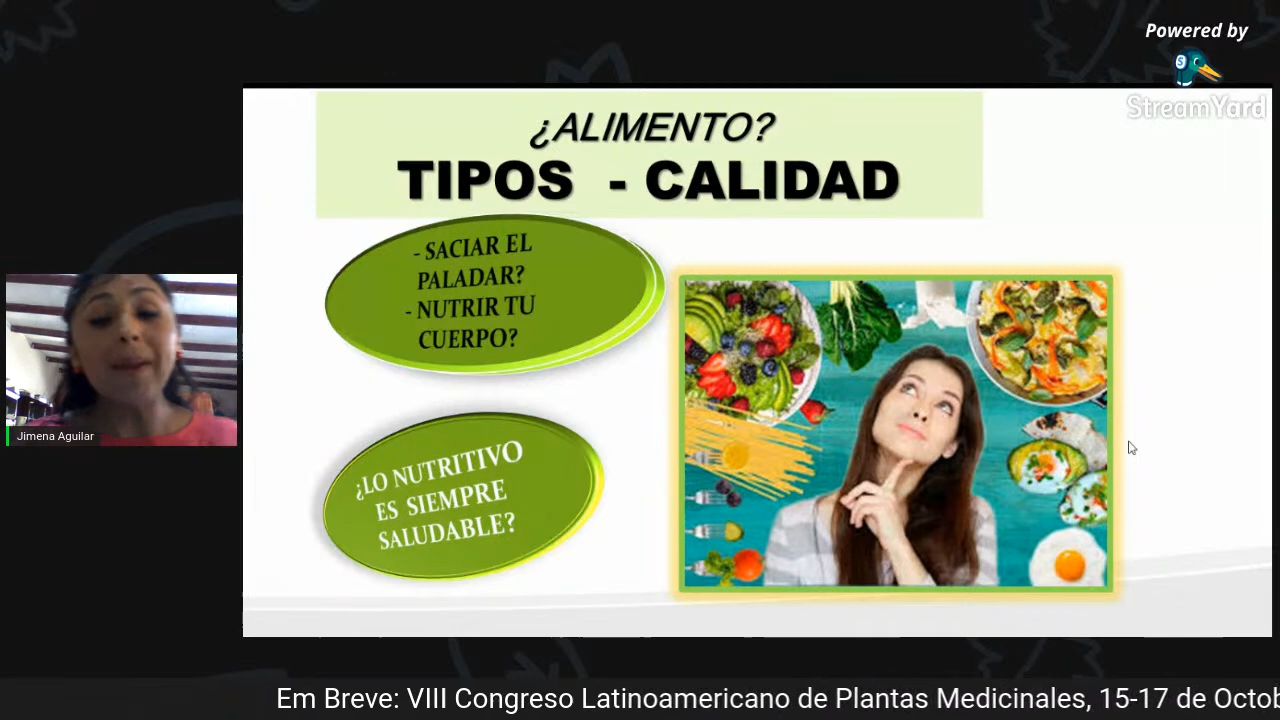 Powered by
StreamYard
¿ALIMENTO?
TIPOS - CALIDAD
- SACIAR EL
PALADAR?
- NUTRIR TU
CUERPO?
¿LO NUTRITIVO
ES SIEMPRE
SALUDABLE?
Jimena Aguilar
Em Breve: VIII Congreso Latinoamericano de Plantas Medicinales, 15-17 de Octob